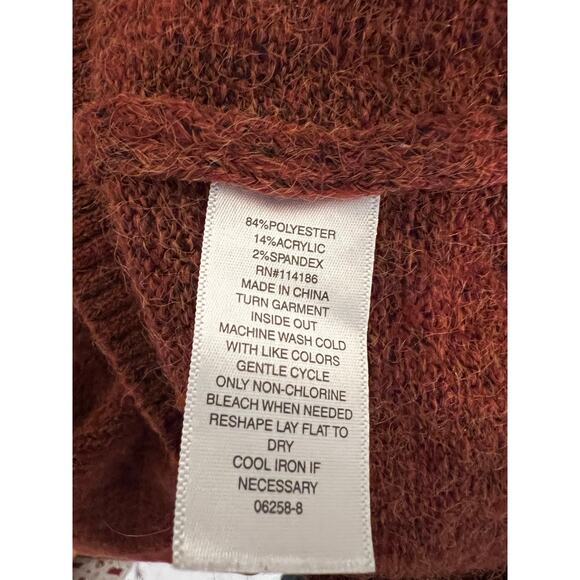 84%POLYESTER
14%ACRYLIC
2%SPANDEX
RN#114186
MADE IN CHINA
TURN GARMENT
INSIDE OUT
MACHINE WASH COLD
WITH LIKE COLORS
GENTLE CYCLE
ONLY NON-CHLORINE
BLEACH WHEN NEEDED
RESHAPE LAY FLAT TO
DRY
COOL IRON IF
NECESSARY
06258-8